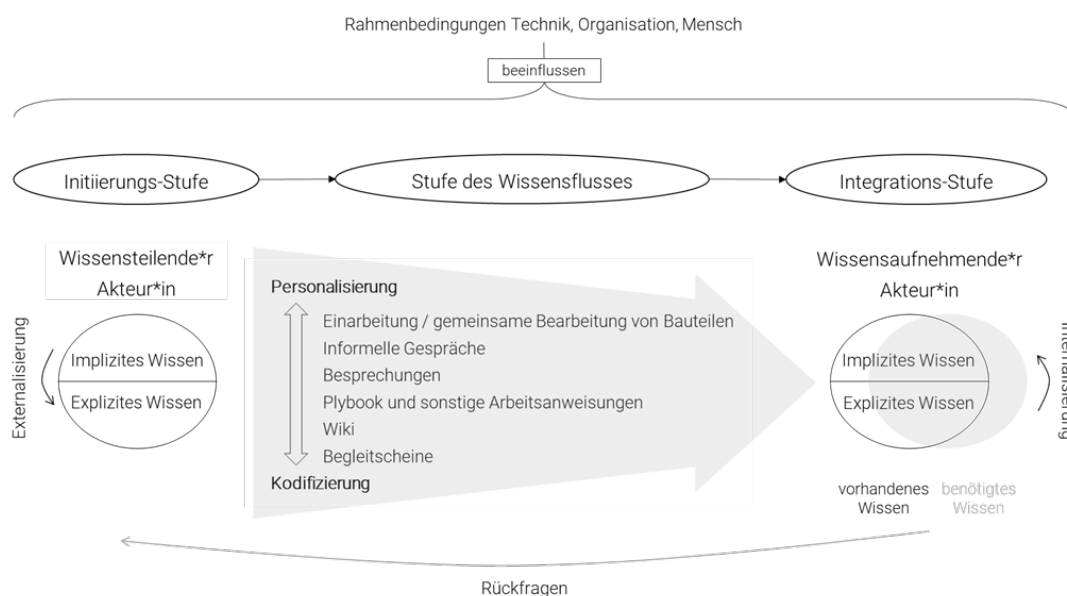 Rahmenbedingungen Technik, Organisation, Mensch
beeinflussen
Initiierungs-Stufe
Stufe des Wissensflusses
Integrations-Stufe
Wissensteilende*r
Akteur*in
Externalisierung
Implizites Wissen
Explizites Wissen
Personalisierung
Einarbeitung / gemeinsame Bearbeitung von Bauteilen
Informelle Gespräche
Besprechungen
Plybook und sonstige Arbeitsanweisungen
Wiki
Begleitscheine
Kodifizierung
Wissensaufnehmende*r
Akteur*in
Implizites Wissen
Explizites Wissen
Internalisierung
vorhandenes
Wissen
benötigtes
Wissen
Rückfragen